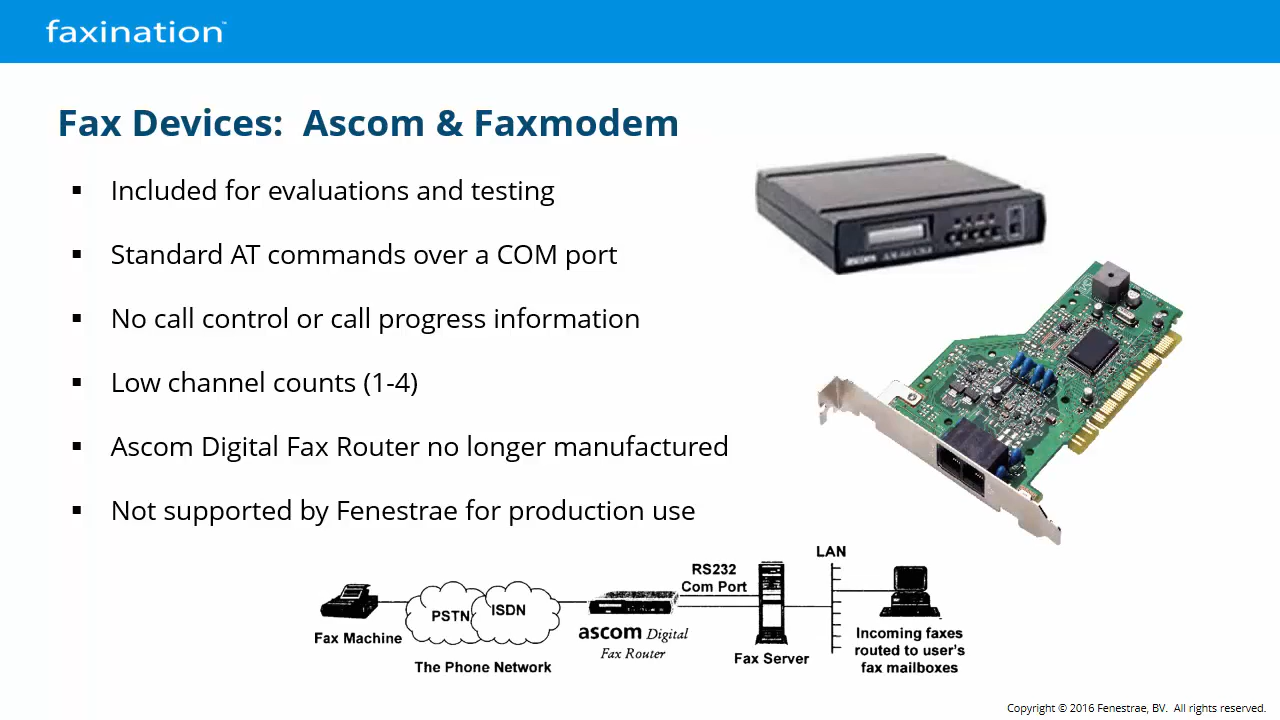 faxination™
Fax Devices:  Ascom & Faxmodem
▪ Included for evaluations and testing
▪ Standard AT commands over a COM port
▪ No call control or call progress information
▪ Low channel counts (1-4)
▪ Ascom Digital Fax Router no longer manufactured
▪ Not supported by Fenestrae for production use
ascom
LAN
RS232
Com Port
PSTN
ISDN
Fax Machine
ascom Digital
Fax Router
The Phone Network
Fax Server
Incoming faxes
routed to user's
fax mailboxes
Copyright © 2016 Fenestrae, BV.  All rights reserved.